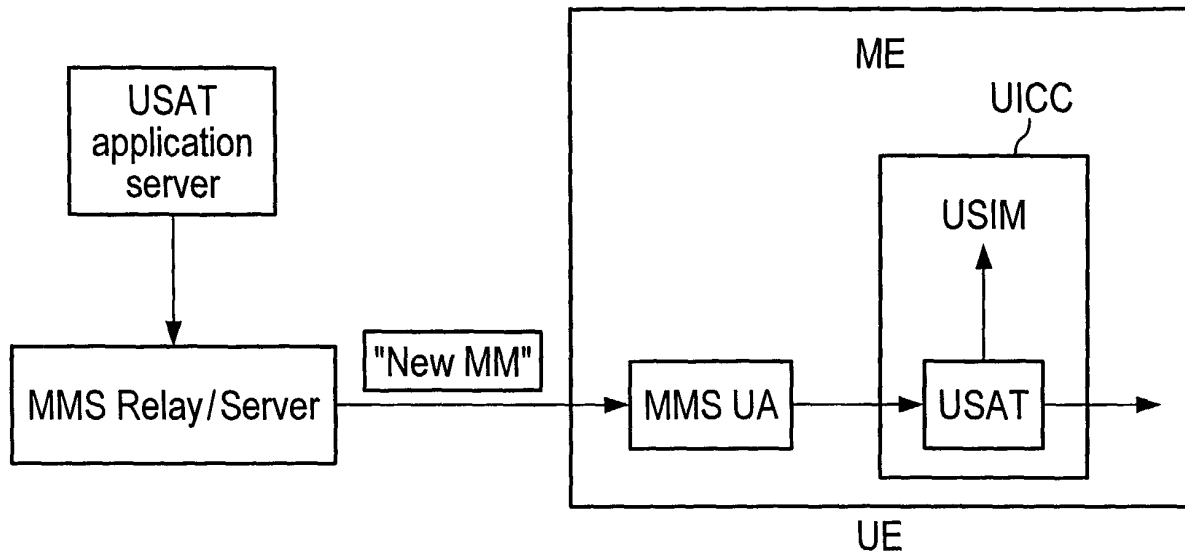 USAT
application
server
MMS Relay/Server
"New MM"
ME
UICC
USIM
MMS UA
USAT
UE